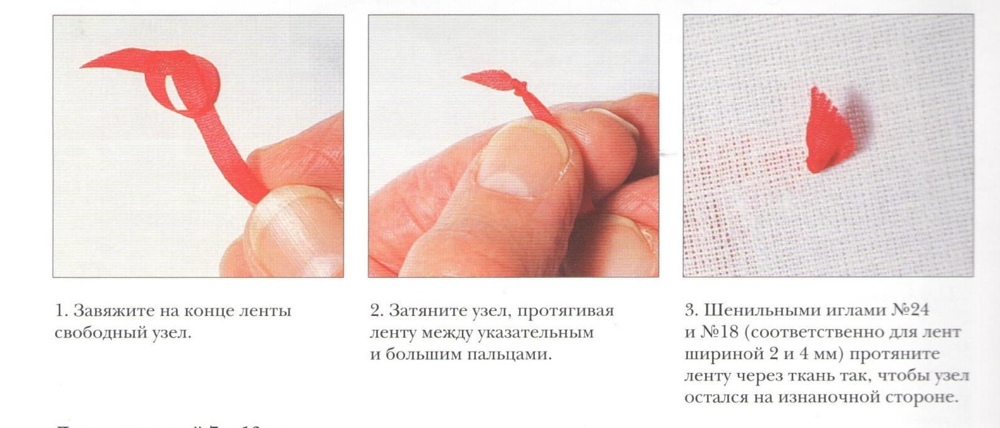 1. Завяжите на конце ленты
свободный узел.
2. Затяните узел, протягивая
ленту между указательным
и большим пальцами.
3. Шенильными иглами №24
и №18 (соответственно для лент
шириной 2 и 4 мм) протяните
ленту через ткань так, чтобы узел
остался на изнаночной стороне.